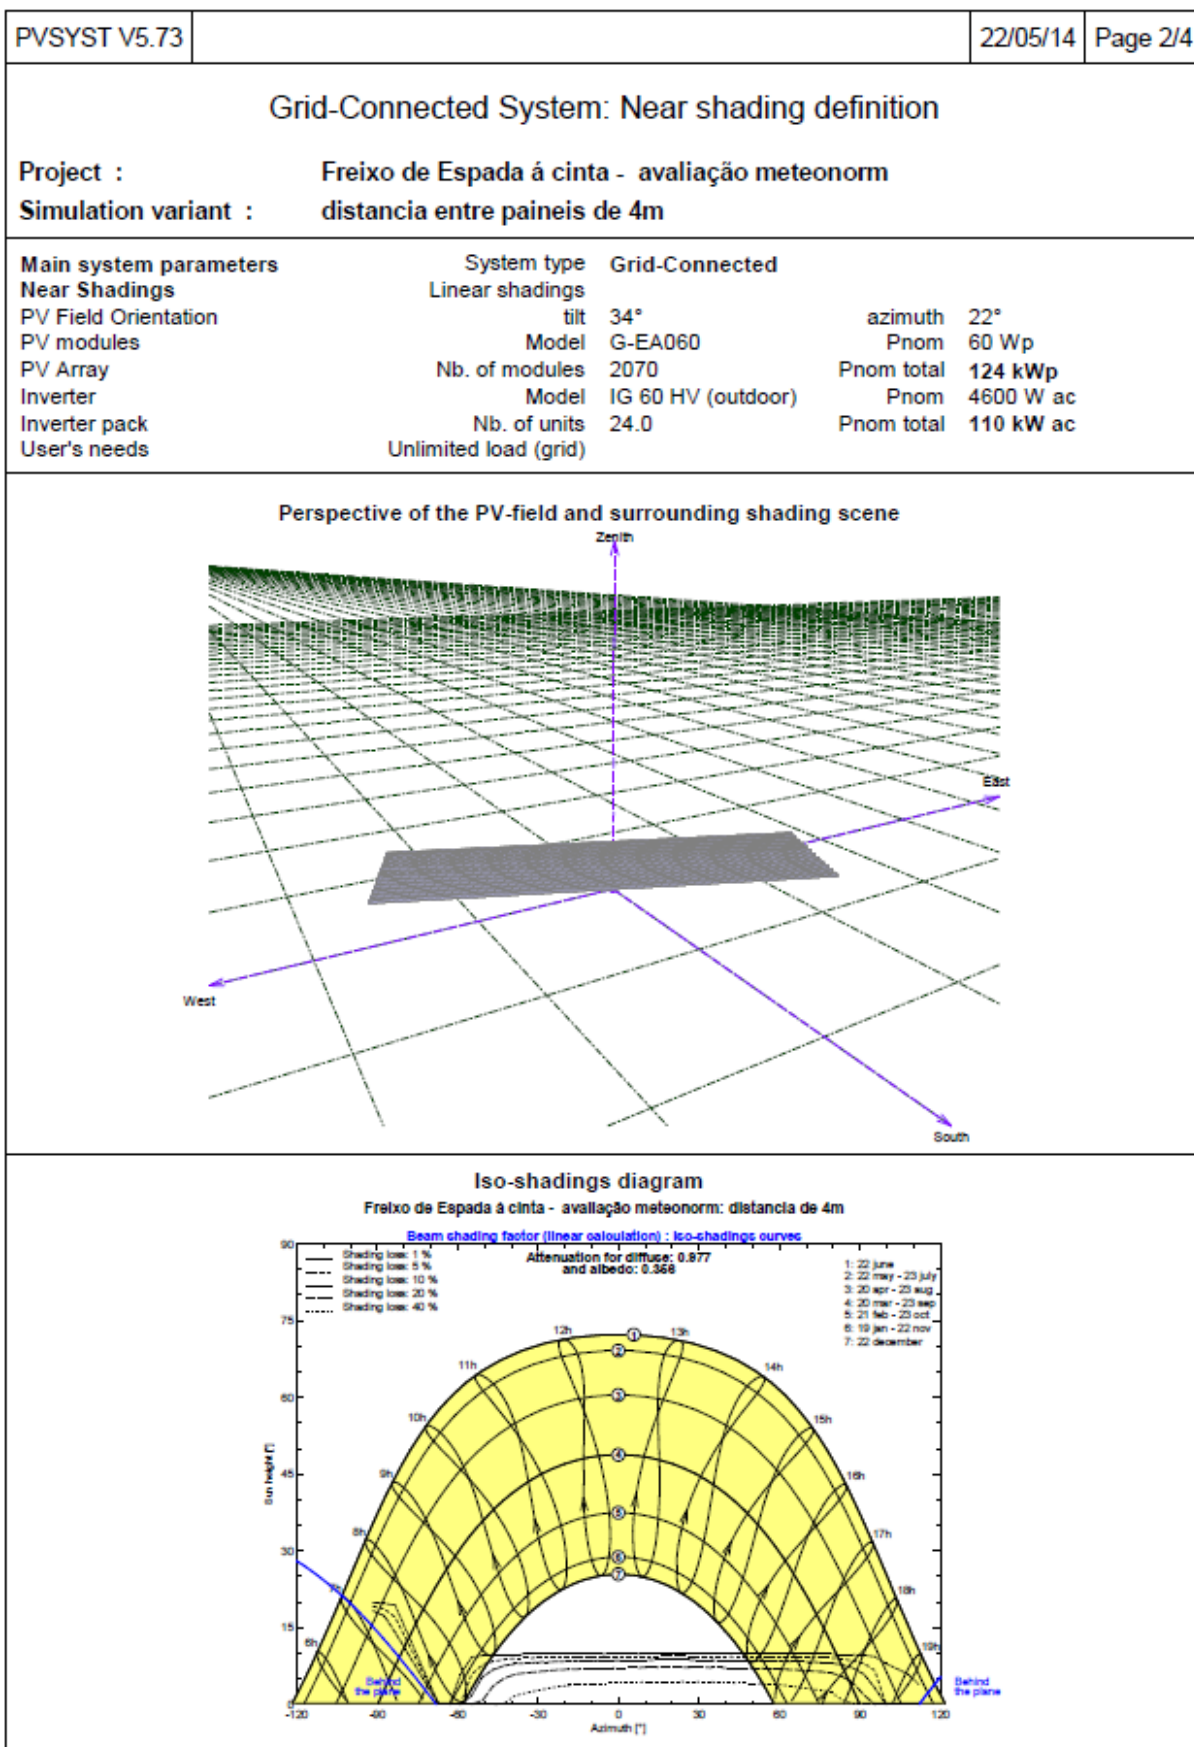 PVSYST V5.73 22/05/14 Page 2/4
Grid-Connected System: Near shading definition
Project : Freixo de Espada á cinta - avaliação meteonorm
Simulation variant : distancia entre paineis de 4m
Main system parameters System type Grid-Connected
Near Shadings Linear shadings
PV Field Orientation tilt 34° azimuth 22°
PV modules Model G-EA060 Pnom 60 Wp
PV Array Nb. of modules 2070 Pnom total 124 kWp
Inverter Model IG 60 HV (outdoor) Pnom 4600 W ac
Inverter pack Nb. of units 24.0 Pnom total 110 kW ac
User's needs Unlimited load (grid)
Perspective of the PV-field and surrounding shading scene
Zenith
East
West
South
Iso-shadings diagram
Freixo de Espada á cinta - avaliação meteonorm: distancia de 4m
Beam shading factor (linear calculation) : Iso-shadings curves
Shading loss: 1 %
Shading loss: 5 %
Shading loss: 10 %
Shading loss: 20 %
Shading loss: 40 %
Attenuation for diffuse: 0.977
and albedo: 0.356
1: 22 june
2: 22 may - 23 july
3: 20 apr - 23 aug
4: 20 mar - 23 sep
5: 21 feb - 23 oct
6: 19 jan - 22 nov
7: 22 december
90
75
60
45
30
15
0
Sun height [°]
6h
7h
8h
9h
10h
11h
12h
13h
14h
15h
16h
17h
18h
19h
1
2
3
4
5
6
7
Behind
the plane
Behind
the plane
-120 -90 -60 -30 0 30 60 90 120
Azimuth [°]